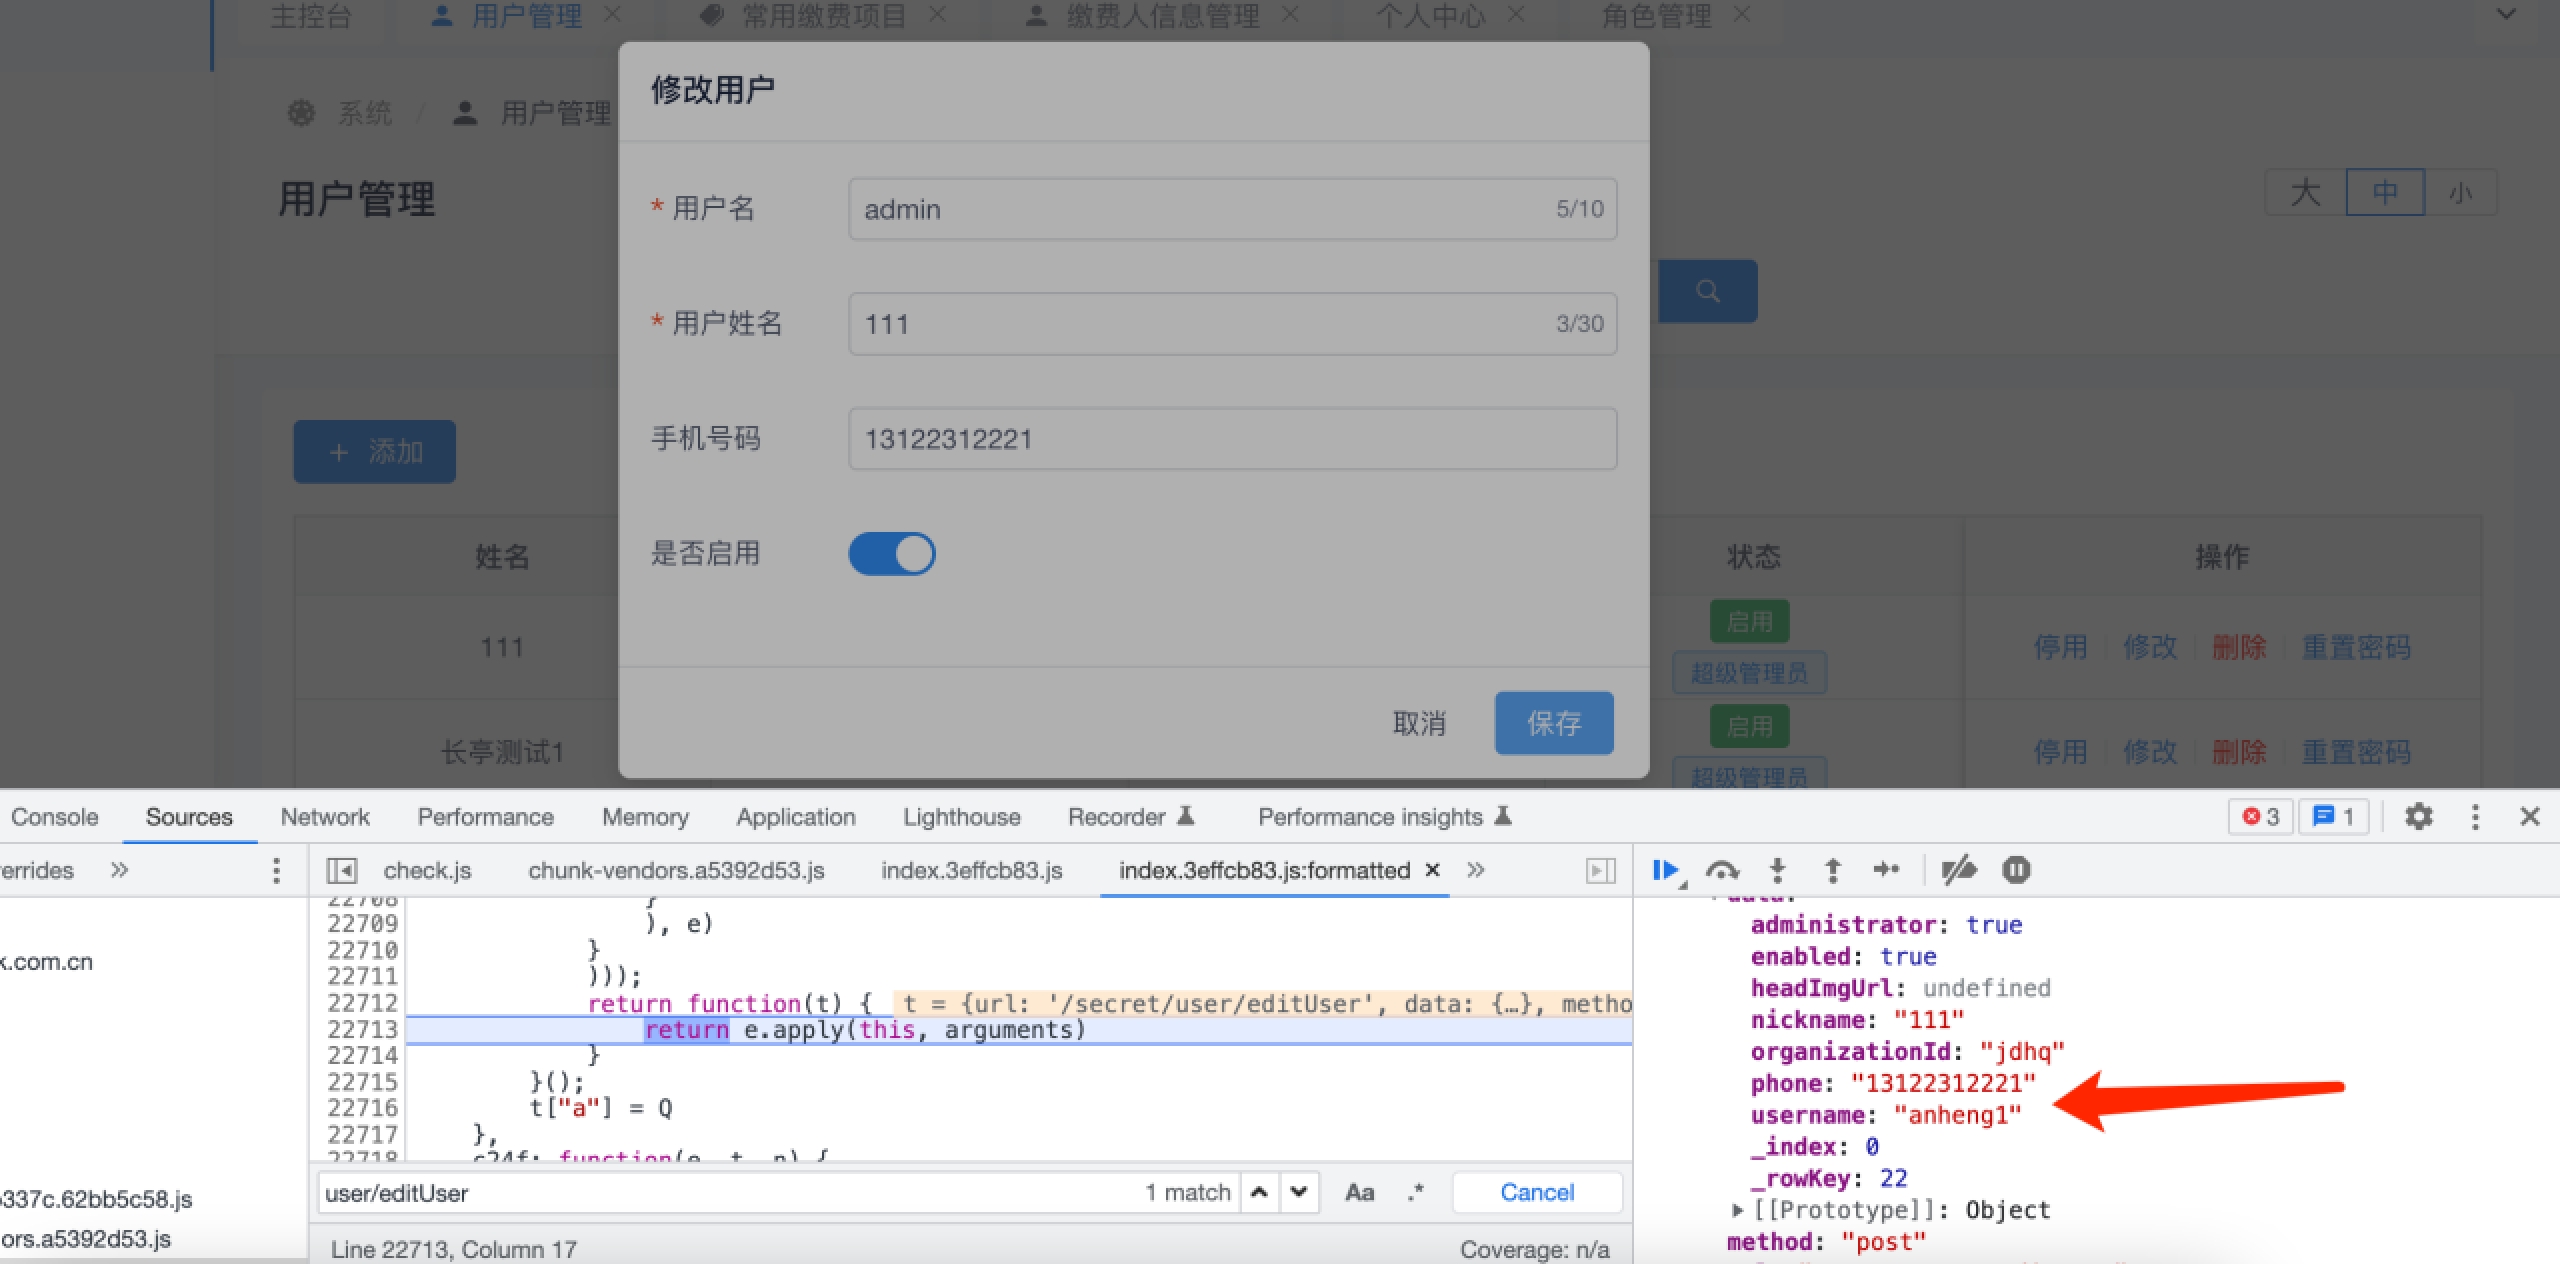 主控台 用户管理 × 常用缴费项目 × 缴费人信息管理 × 个人中心 × 角色管理 ×
系统 / 用户管理
用户管理
大 中 小
+ 添加
姓名 状态 操作
111 启用 超级管理员 停用 修改 删除 重置密码
长亭测试1 启用 超级管理员 停用 修改 删除 重置密码
修改用户
* 用户名 admin 5/10
* 用户姓名 111 3/30
手机号码 13122312221
是否启用
取消 保存
Console Sources Network Performance Memory Application Lighthouse Recorder Performance insights 3 1
errides » check.js chunk-vendors.a5392d53.js index.3effcb83.js index.3effcb83.js:formatted × »
.com.cn
337c.62bb5c58.js
ors.a5392d53.js
22708 }
22709 ), e)
22710 }
22711 )));
22712 return function(t) { t = {url: '/secret/user/editUser', data: {…}, metho
22713 return e.apply(this, arguments)
22714 }
22715 }();
22716 t["a"] = Q
22717 },
22718 c24f: function(e, t, n) {
user/editUser 1 match Aa .* Cancel
Line 22713, Column 17 Coverage: n/a
data:
administrator: true
enabled: true
headImgUrl: undefined
nickname: "111"
organizationId: "jdhq"
phone: "13122312221"
username: "anheng1"
_index: 0
_rowKey: 22
[[Prototype]]: Object
method: "post"